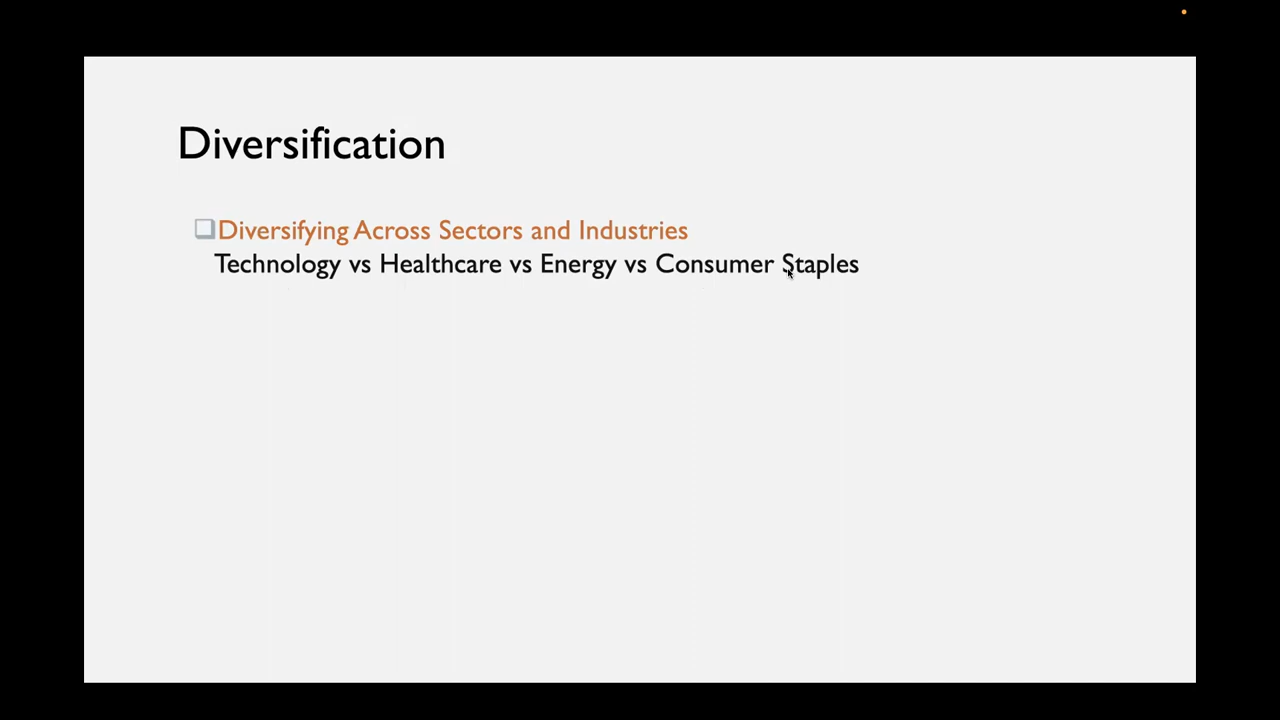 Diversification
Diversifying Across Sectors and Industries
Technology vs Healthcare vs Energy vs Consumer Staples